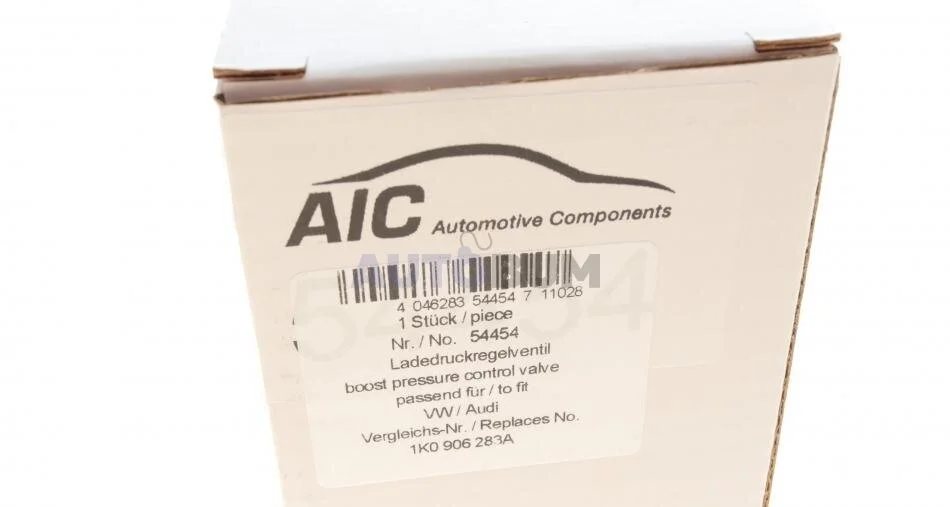 AIC Automotive Components
AUTOBUM
4 046283 54454 7 11028
1 Stück / piece
Nr. / No. 54454
Ladedruckregelventil
boost pressure control valve
passend für / to fit
VW / Audi
Vergleichs-Nr. / Replaces No.
1K0 906 283A